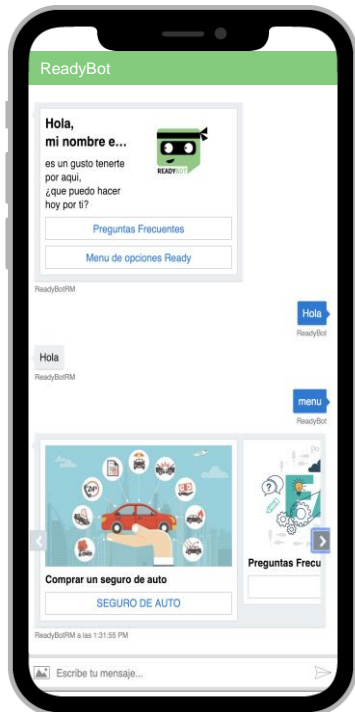 ReadyBot
Hola,
mi nombre e...
es un gusto tenerte
por aqui,
¿que puedo hacer
hoy por ti?
READYBOT
Preguntas Frecuentes
Menu de opciones Ready
ReadyBotRM
Hola
ReadyBot
Hola
ReadyBotRM
menu
ReadyBot
24h
Comprar un seguro de auto
SEGURO DE AUTO
Po
?
Preguntas Frecu
ReadyBotRM a las 1:31:55 PM
Escribe tu mensaje...